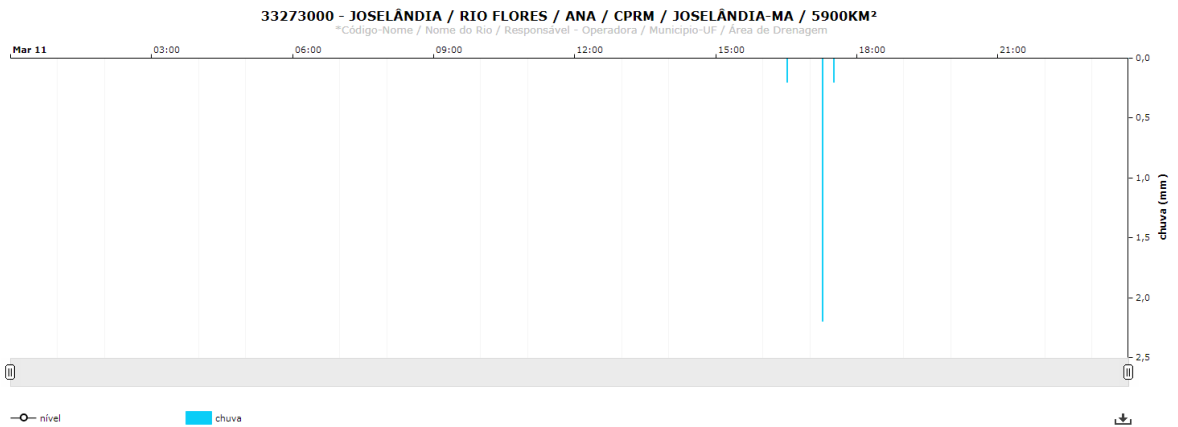 33273000 - JOSELÂNDIA / RIO FLORES / ANA / CPRM / JOSELÂNDIA-MA / 5900KM²
*Código-Nome / Nome do Rio / Responsável - Operadora / Municipio-UF / Área de Drenagem
Mar 11 03:00 06:00 09:00 12:00 15:00 18:00 21:00
0,0
0,5
1,0
1,5
2,0
2,5
chuva (mm)
nível chuva